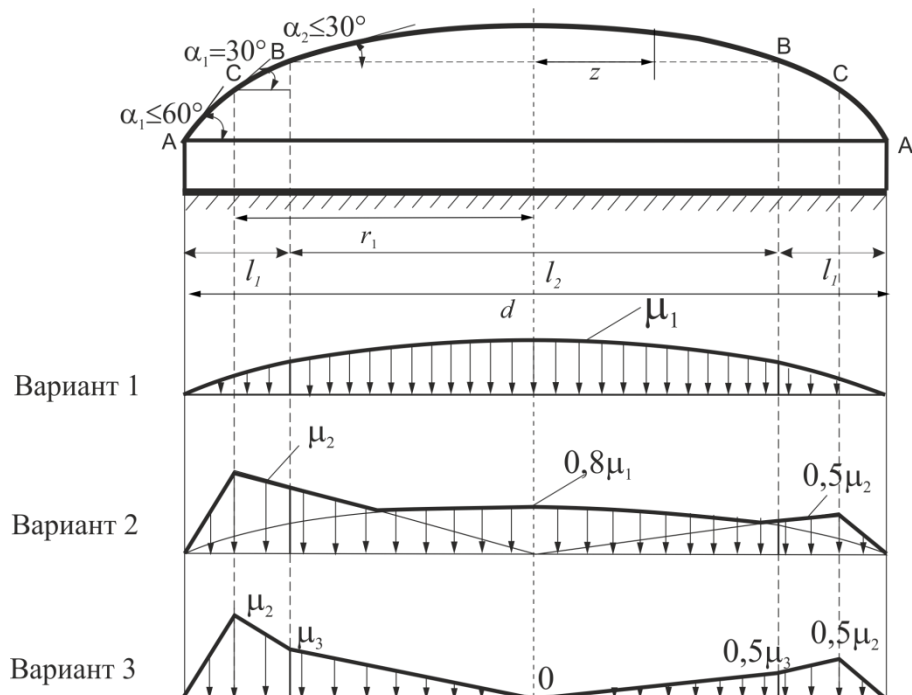 α₂≤30°
α₁=30°
B
B
C
z
C
α₁≤60°
A
A
r₁
l₁
l₂
l₁
d
μ₁
Вариант 1
μ₂
0,8μ₁
0,5μ₂
Вариант 2
μ₂
μ₃
0,5μ₂
0,5μ₃
0
Вариант 3